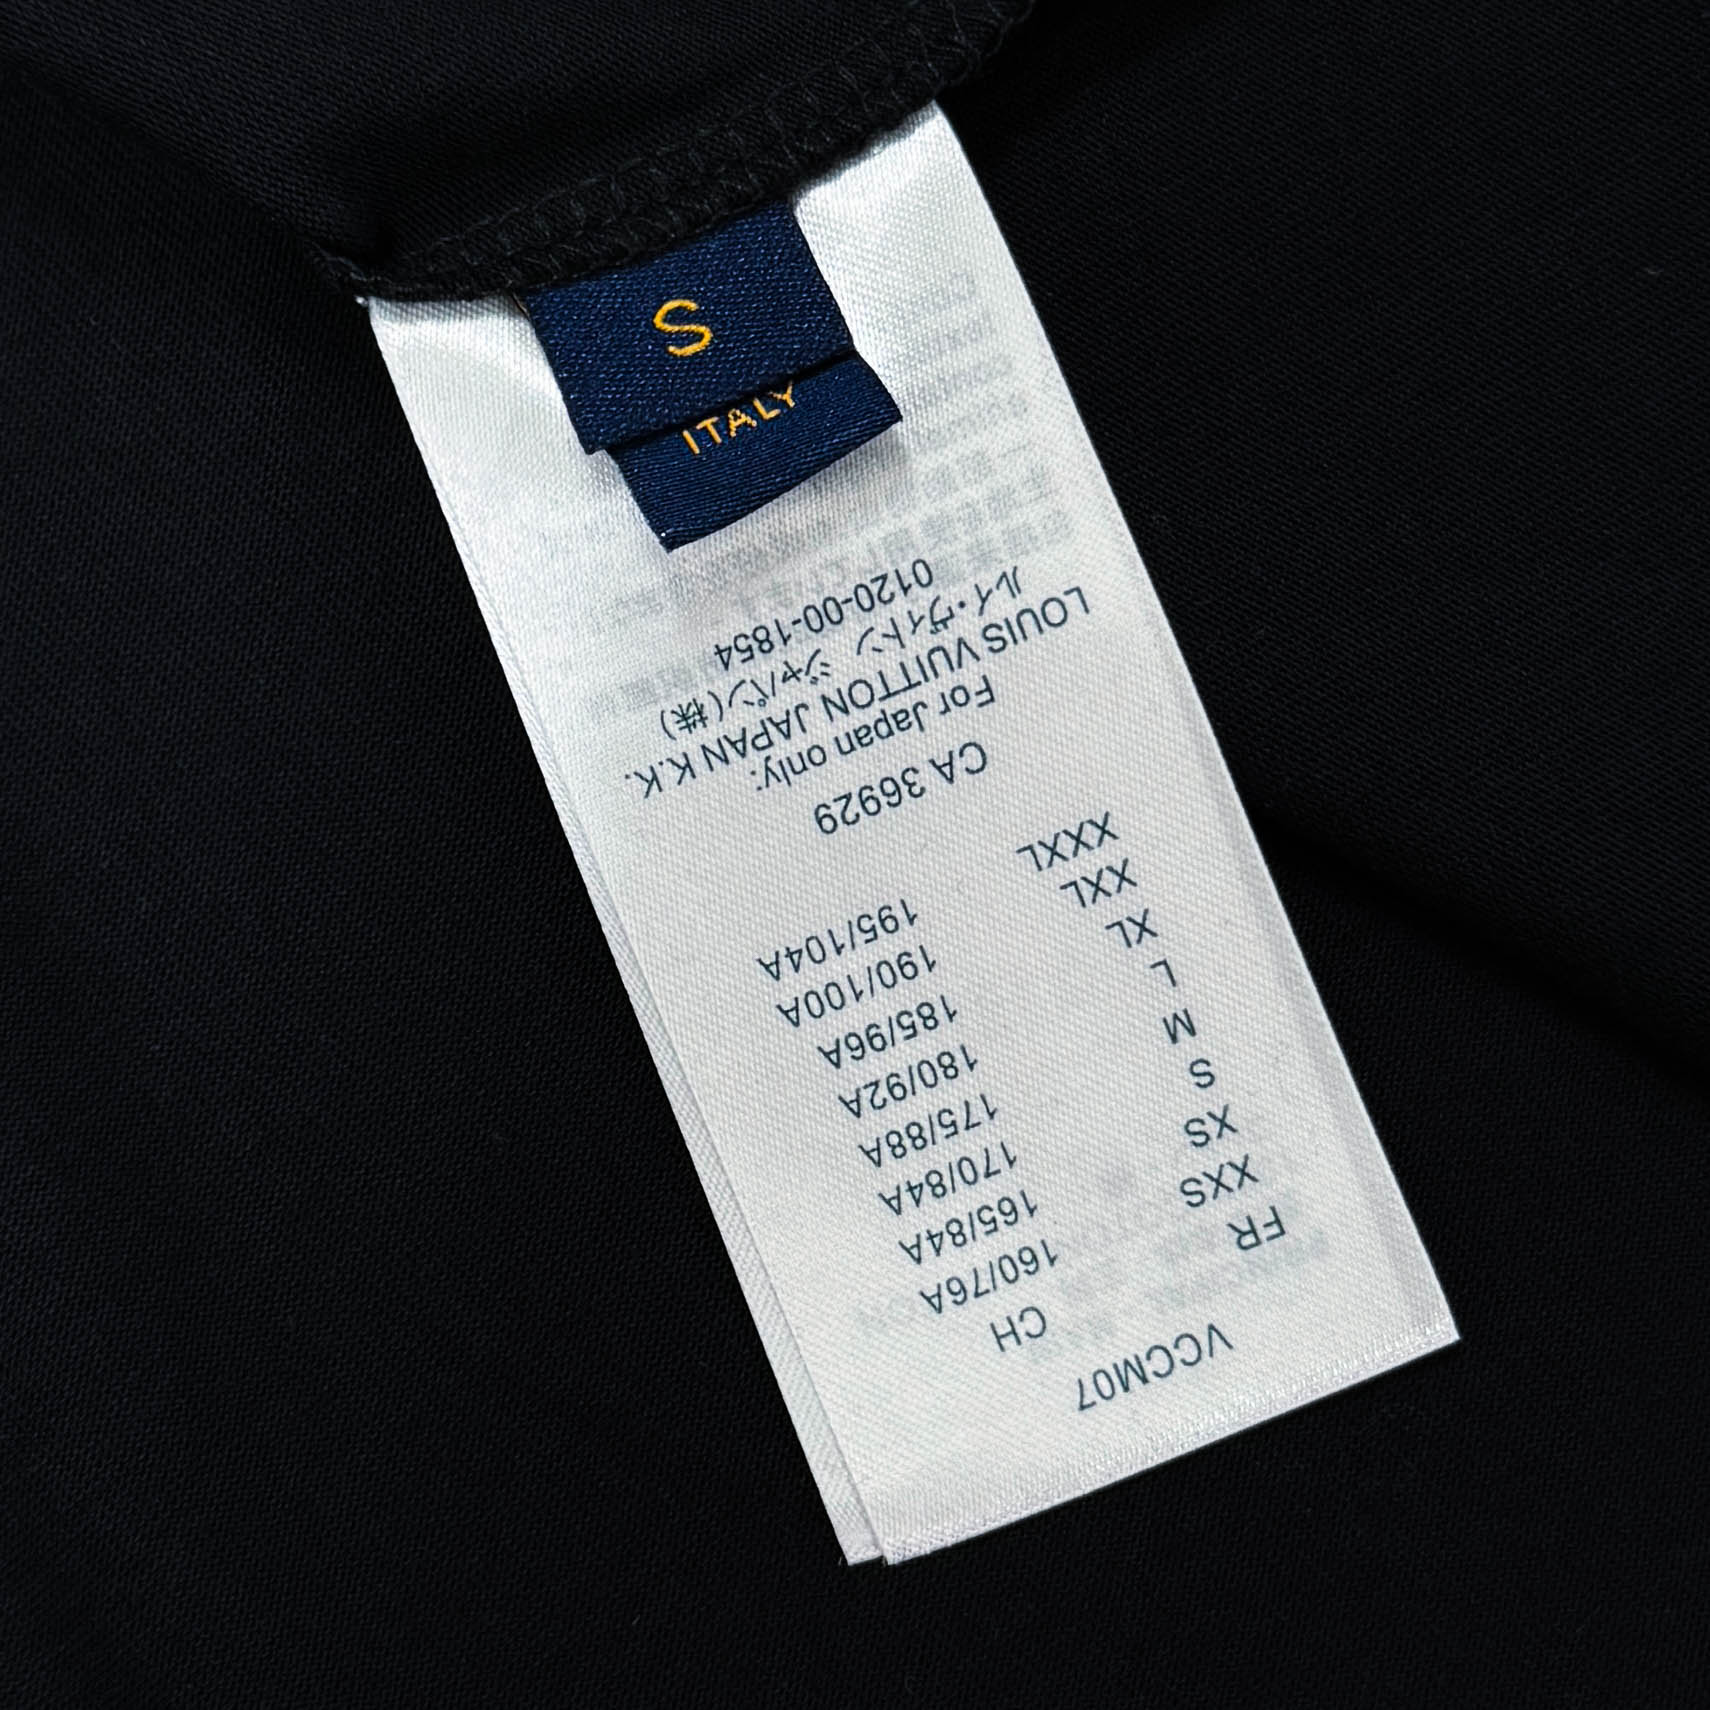 S
ITALY
VCCM07
FR CH
XXS 160/76A
XS 165/84A
S 170/84A
M 175/88A
L 180/92A
XL 185/96A
XXL 190/100A
XXXL 195/104A
CA 36929
For Japan only:
LOUIS VUITTON JAPAN K.K.
ルイ・ヴィトン ジャパン(株)
0120-00-1854